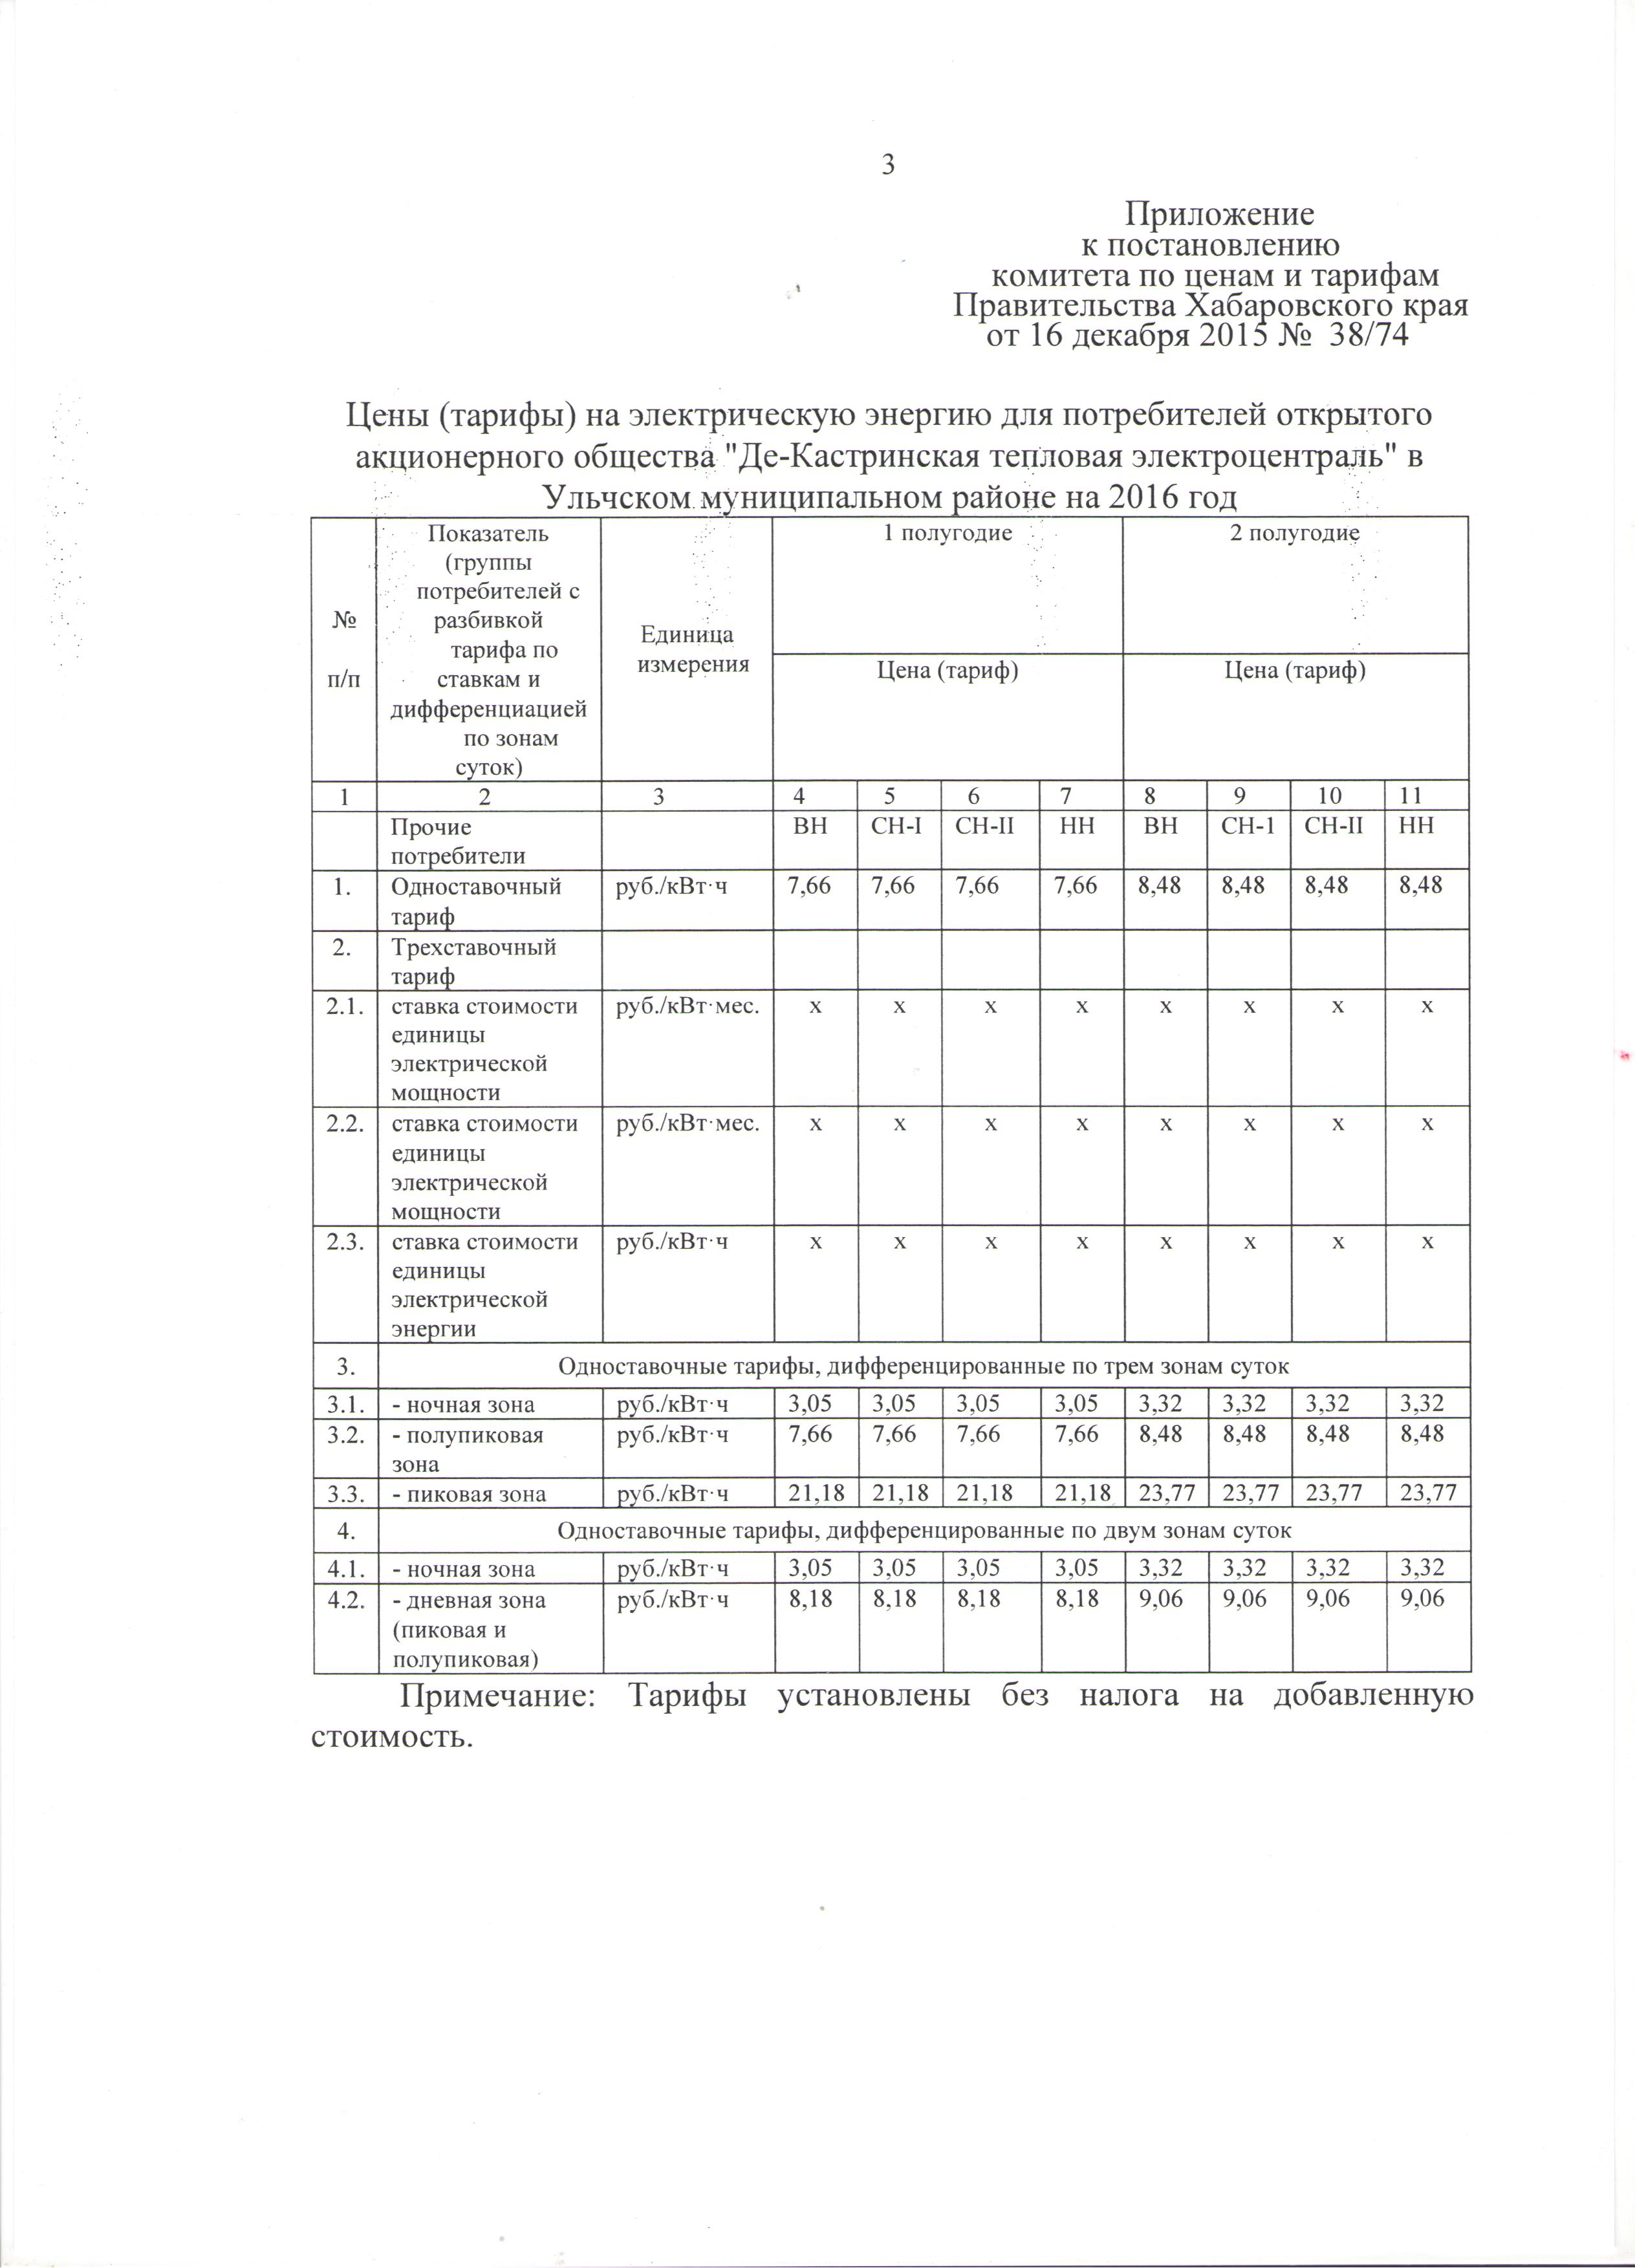 3
Приложение
к постановлению
комитета по ценам и тарифам
Правительства Хабаровского края
от 16 декабря 2015 № 38/74
Цены (тарифы) на электрическую энергию для потребителей открытого
акционерного общества "Де-Кастринская тепловая электроцентраль" в
Ульчском муниципальном районе на 2016 год
№
п/п
Показатель
(группы
потребителей с
разбивкой
тарифа по
ставкам и
дифференциацией
по зонам
суток)
Единица
измерения
1 полугодие
2 полугодие
Цена (тариф)
Цена (тариф)
1 2 3 4 5 6 7 8 9 10 11
Прочие
потребители
ВН СН-I СН-II НН ВН СН-1 СН-II НН
1. Одноставочный
тариф
руб./кВт·ч 7,66 7,66 7,66 7,66 8,48 8,48 8,48 8,48
2. Трехставочный
тариф
2.1. ставка стоимости
единицы
электрической
мощности
руб./кВт·мес. х х х х х х х х
2.2. ставка стоимости
единицы
электрической
мощности
руб./кВт·мес. х х х х х х х х
2.3. ставка стоимости
единицы
электрической
энергии
руб./кВт·ч х х х х х х х х
3. Одноставочные тарифы, дифференцированные по трем зонам суток
3.1. - ночная зона руб./кВт·ч 3,05 3,05 3,05 3,05 3,32 3,32 3,32 3,32
3.2. - полупиковая
зона
руб./кВт·ч 7,66 7,66 7,66 7,66 8,48 8,48 8,48 8,48
3.3. - пиковая зона руб./кВт·ч 21,18 21,18 21,18 21,18 23,77 23,77 23,77 23,77
4. Одноставочные тарифы, дифференцированные по двум зонам суток
4.1. - ночная зона руб./кВт·ч 3,05 3,05 3,05 3,05 3,32 3,32 3,32 3,32
4.2. - дневная зона
(пиковая и
полупиковая)
руб./кВт·ч 8,18 8,18 8,18 8,18 9,06 9,06 9,06 9,06
Примечание: Тарифы установлены без налога на добавленную
стоимость.